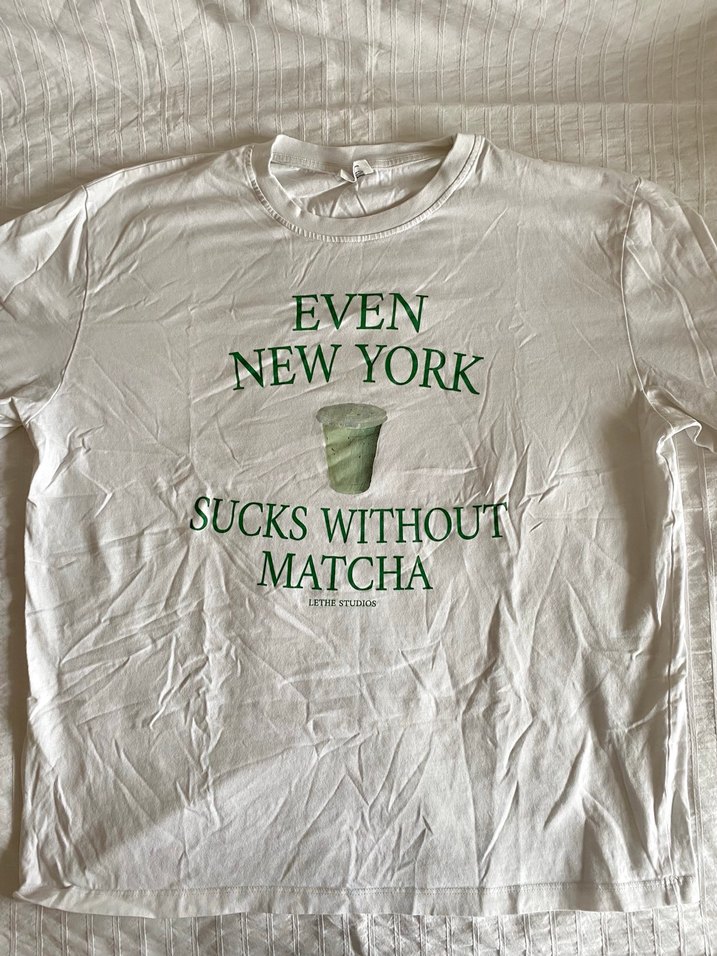 EVEN
NEW YORK
SUCKS WITHOUT
MATCHA
LETHE STUDIOS